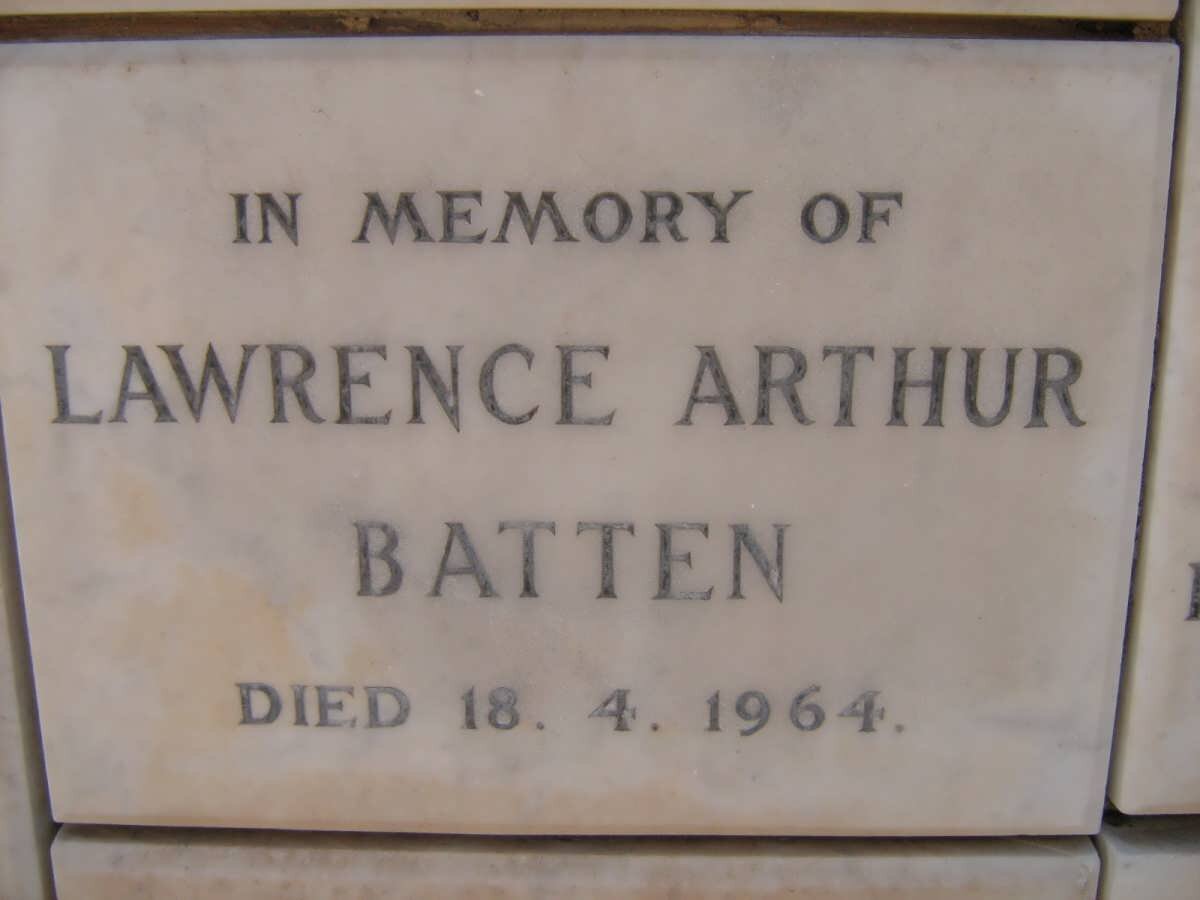 IN MEMORY OF
LAWRENCE ARTHUR
BATTEN
DIED 18. 4. 1964.